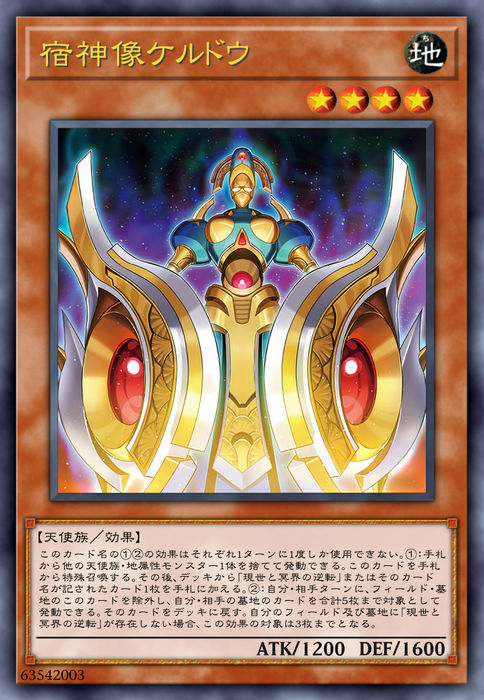 宿神像ケルドウ
ち
地
【天使族／効果】
このカード名の①②の効果はそれぞれ1ターンに1度しか使用できない。①：手札
から他の天使族・地属性モンスター1体を捨てて発動できる。このカードを手札
から特殊召喚する。その後、デッキから「現世と冥界の逆転」またはそのカード
名が記されたカード1枚を手札に加える。②：自分・相手ターンに、フィールド・墓
地のこのカードを除外し、自分・相手の墓地のカードを合計5枚まで対象として
発動できる。そのカードをデッキに戻す。自分のフィールド及び墓地に「現世と
冥界の逆転」が存在しない場合、この効果の対象は3枚までとなる。
ATK/1200 DEF/1600
63542003